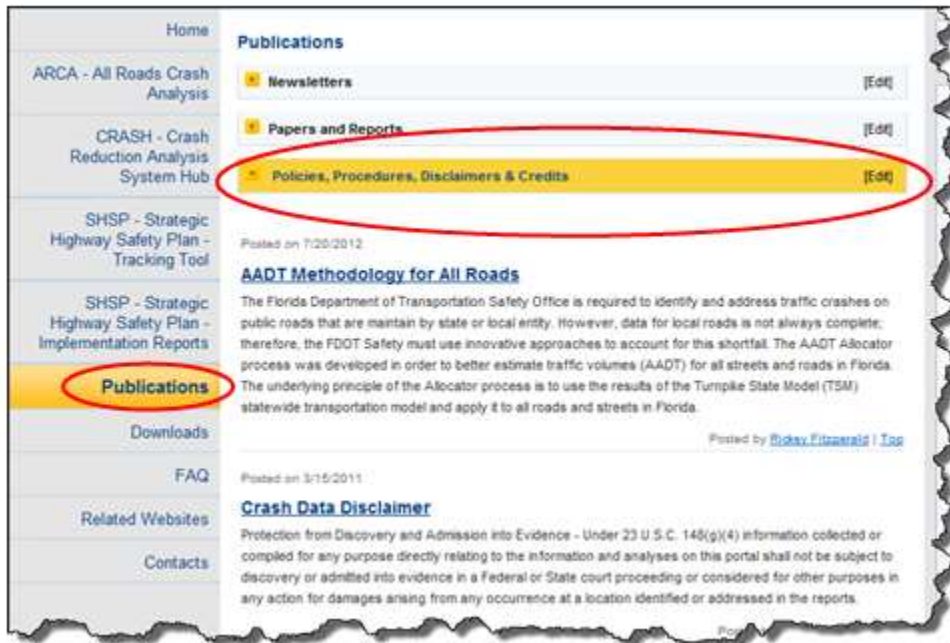 Home
ARCA - All Roads Crash
Analysis
CRASH - Crash
Reduction Analysis
System Hub
SHSP - Strategic
Highway Safety Plan -
Tracking Tool
SHSP - Strategic
Highway Safety Plan -
Implementation Reports
Publications
Downloads
FAQ
Related Websites
Contacts
Publications
Newsletters [Edit]
Papers and Reports [Edit]
Policies, Procedures, Disclaimers & Credits [Edit]
Posted on 7/20/2012
AADT Methodology for All Roads
The Florida Department of Transportation Safety Office is required to identify and address traffic crashes on
public roads that are maintain by state or local entity. However, data for local roads is not always complete;
therefore, the FDOT Safety must use innovative approaches to account for this shortfall. The AADT Allocator
process was developed in order to better estimate traffic volumes (AADT) for all streets and roads in Florida.
The underlying principle of the Allocator process is to use the results of the Turnpike State Model (TSM)
statewide transportation model and apply it to all roads and streets in Florida.
Posted by Rickey Fitzgerald | Top
Posted on 3/15/2011
Crash Data Disclaimer
Protection from Discovery and Admission into Evidence - Under 23 U.S.C. 148(g)(4) information collected or
compiled for any purpose directly relating to the information and analyses on this portal shall not be subject to
discovery or admitted into evidence in a Federal or State court proceeding or considered for other purposes in
any action for damages arising from any occurrence at a location identified or addressed in the reports.